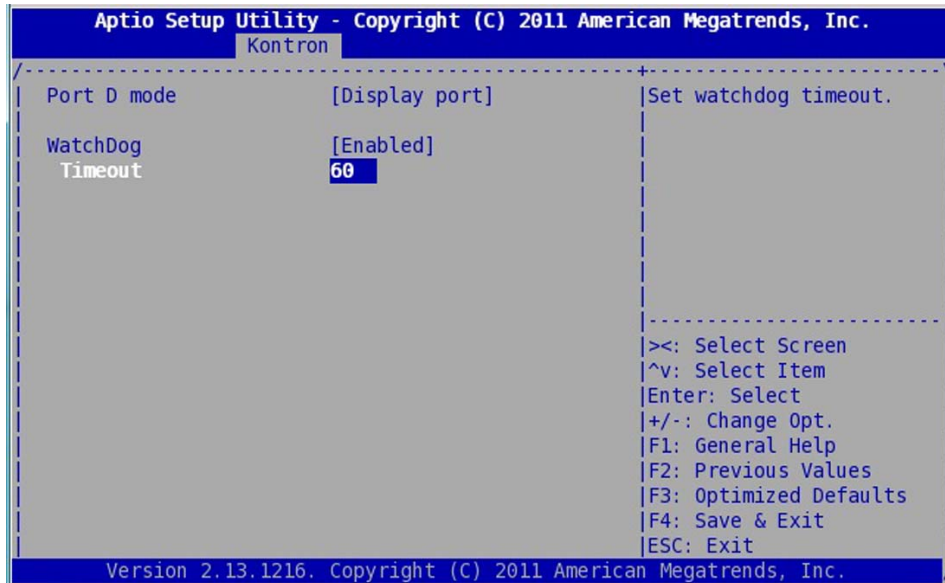 Aptio Setup Utility - Copyright (C) 2011 American Megatrends, Inc.
Kontron
Port D mode [Display port]
Set watchdog timeout.
WatchDog [Enabled]
Timeout 60
><: Select Screen
^v: Select Item
Enter: Select
+/-: Change Opt.
F1: General Help
F2: Previous Values
F3: Optimized Defaults
F4: Save & Exit
ESC: Exit
Version 2.13.1216. Copyright (C) 2011 American Megatrends, Inc.